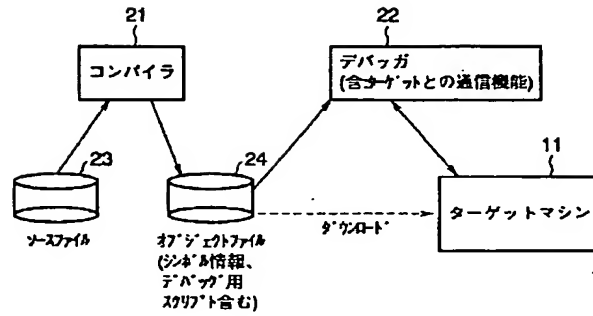 21
コンパイラ
22
デバッガ
(含ターゲットとの通信機能)
23
ソースファイル
24
オブジェクトファイル
(シンボル情報、
デバッグ用
スクリプト含む)
ダウンロード
11
ターゲットマシン